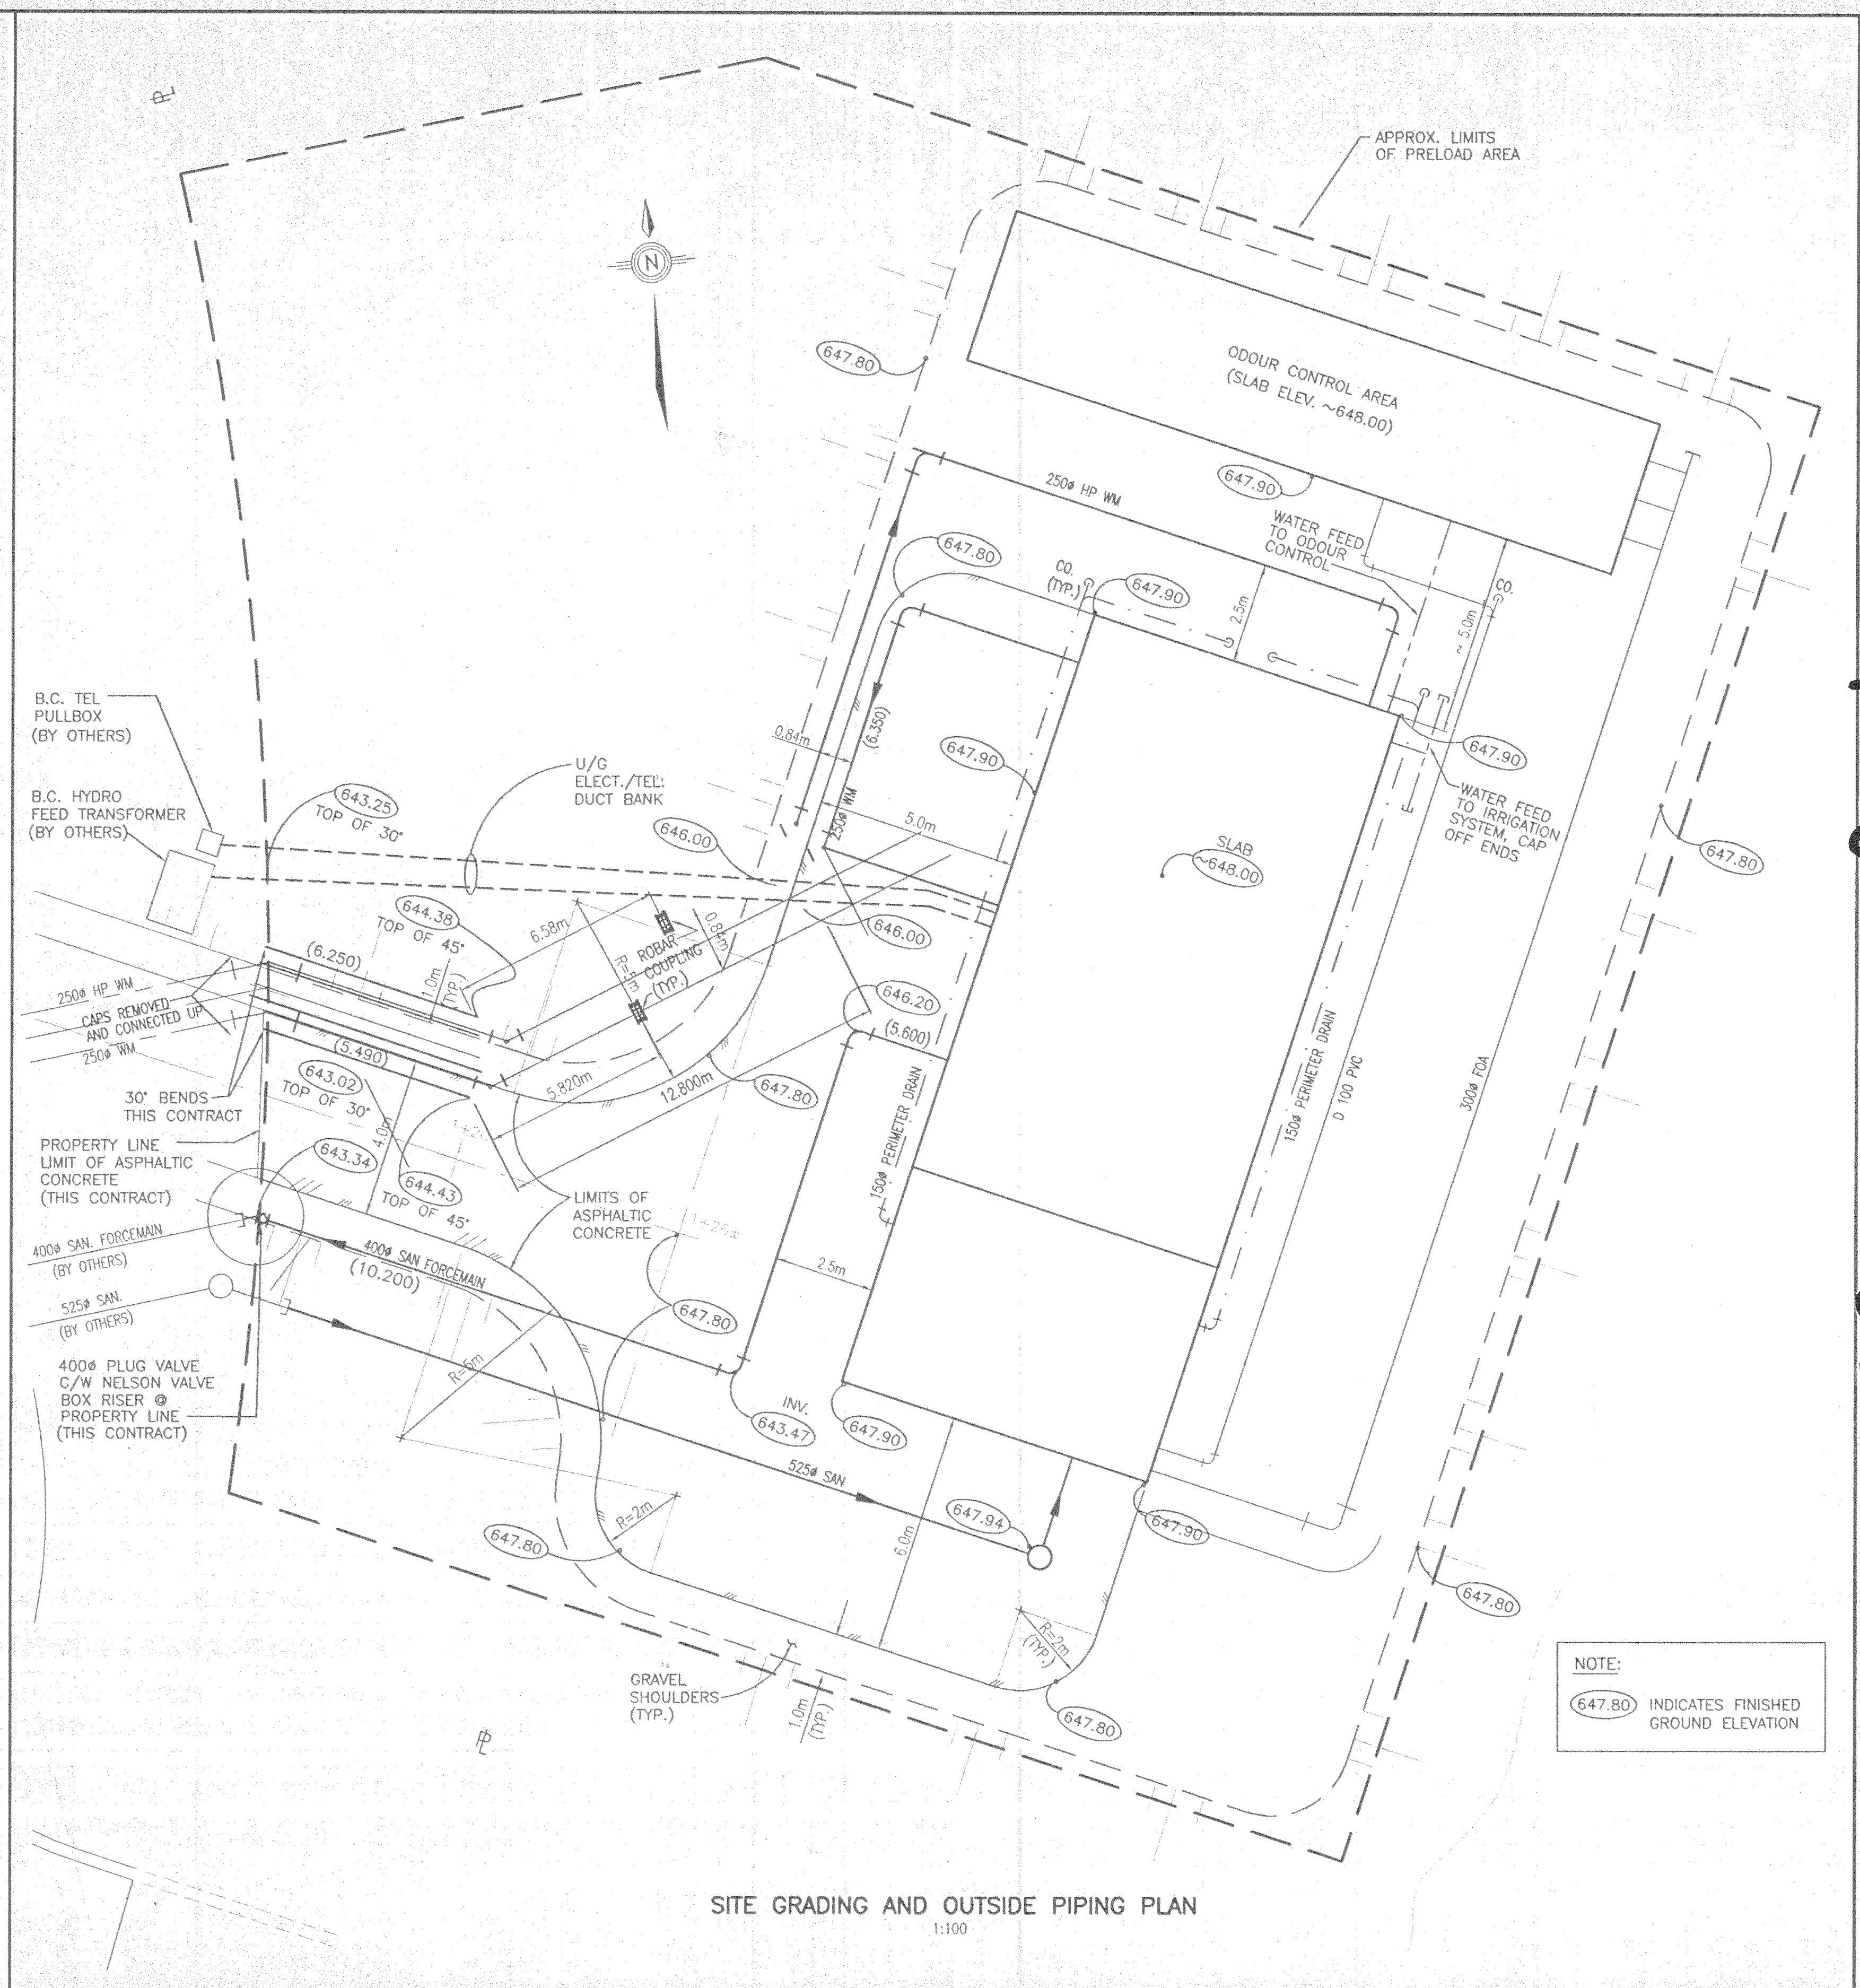 PL
APPROX. LIMITS
OF PRELOAD AREA
N
647.80
ODOUR CONTROL AREA
(SLAB ELEV. ~648.00)
250ø HP WM
647.90
WATER FEED
TO ODOUR
CONTROL
647.80
CO.
(TYP.)
647.90
2.5m
CO.
~ 5.0m
B.C. TEL
PULLBOX
(BY OTHERS)
0.84m
(6.350)
647.90
647.90
U/G
ELECT./TEL.
DUCT BANK
B.C. HYDRO
FEED TRANSFORMER
(BY OTHERS)
643.25
TOP OF 30°
646.00
250ø WM
5.0m
WATER FEED
TO IRRIGATION
SYSTEM, CAP
OFF ENDS
SLAB
~648.00
647.80
644.38
TOP OF 45°
6.58m
0.84m
646.00
ROBAR
COUPLING
(TYP.)
R=5m
(6.250)
1.0m
(TYP.)
250ø HP WM
CAPS REMOVED
AND CONNECTED UP
250ø WM
646.20
(5.600)
(5.490)
643.02
TOP OF 30°
5.820m
12.800m
647.80
30° BENDS
THIS CONTRACT
4.0m
150ø PERIMETER DRAIN
150ø PERIMETER DRAIN
D 100 PVC
300ø FOA
PROPERTY LINE
LIMIT OF ASPHALTIC
CONCRETE
(THIS CONTRACT)
643.34
644.43
TOP OF 45°
LIMITS OF
ASPHALTIC
CONCRETE
400ø SAN. FORCEMAIN
(BY OTHERS)
400ø SAN FORCEMAIN
(10.200)
2.5m
525ø SAN.
(BY OTHERS)
647.80
R=5m
400ø PLUG VALVE
C/W NELSON VALVE
BOX RISER @
PROPERTY LINE
(THIS CONTRACT)
INV.
643.47
647.90
525ø SAN
647.94
647.90
R=2m
647.80
6.0m
647.80
R=2m
(TYP.)
GRAVEL
SHOULDERS
(TYP.)
1.0m
(TYP.)
647.80
PL
NOTE:
647.80 INDICATES FINISHED
GROUND ELEVATION
SITE GRADING AND OUTSIDE PIPING PLAN
1:100